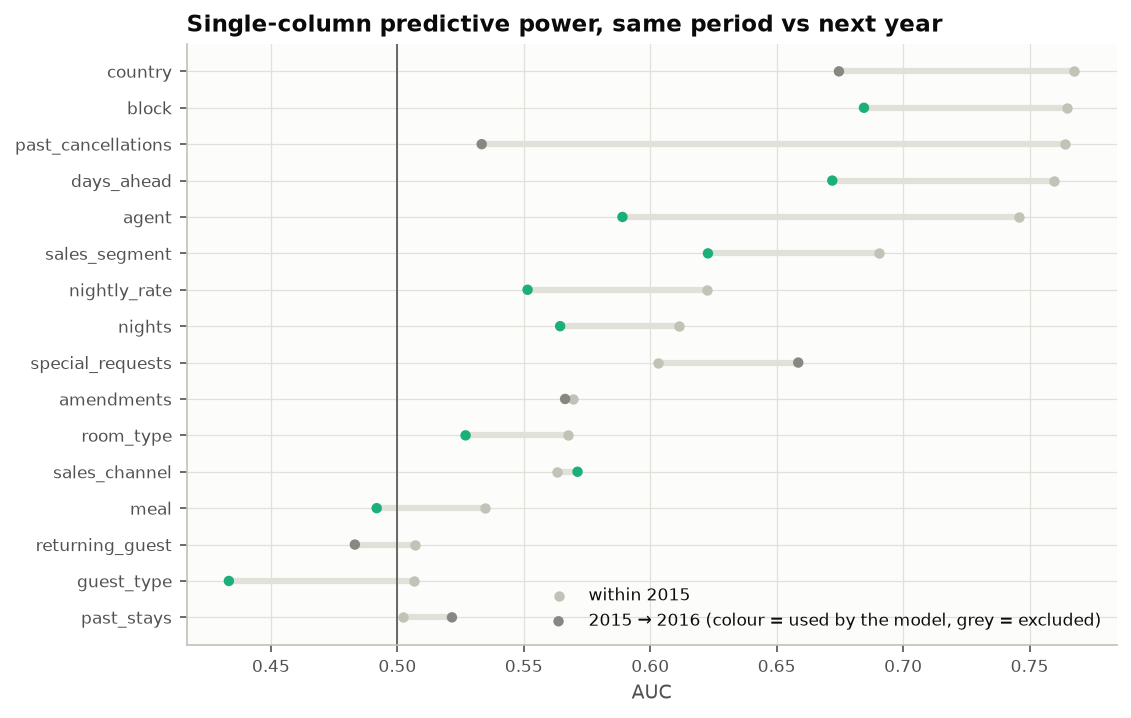 Single-column predictive power, same period vs next year
country
block
past_cancellations
days_ahead
agent
sales_segment
nightly_rate
nights
special_requests
amendments
room_type
sales_channel
meal
returning_guest
guest_type
past_stays
within 2015
2015 → 2016 (colour = used by the model, grey = excluded)
0.45 0.50 0.55 0.60 0.65 0.70 0.75
AUC